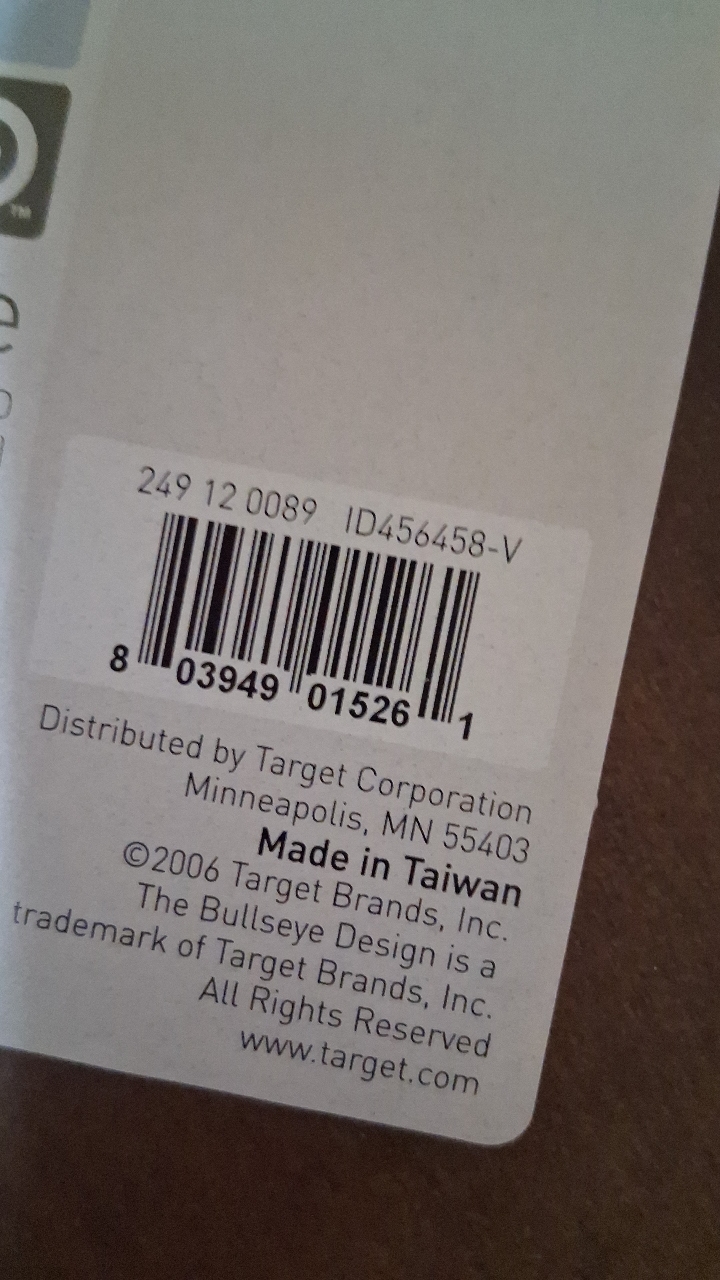 TM
249 12 0089 ID456458-V
8 03949 01526 1
Distributed by Target Corporation
Minneapolis, MN 55403
Made in Taiwan
©2006 Target Brands, Inc.
The Bullseye Design is a
trademark of Target Brands, Inc.
All Rights Reserved
www.target.com